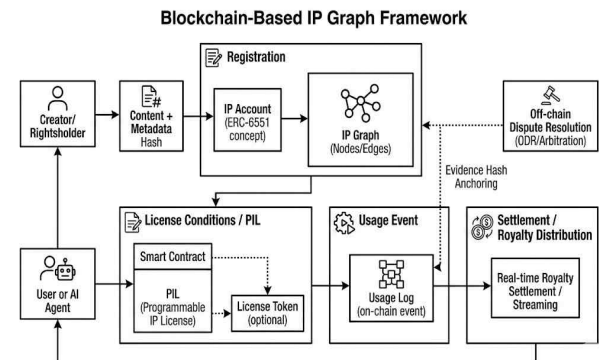 Blockchain-Based IP Graph Framework
Registration
Creator/
Rightsholder
Content +
Metadata
Hash
IP Account
(ERC-6551
concept)
IP Graph
(Nodes/Edges)
Off-chain
Dispute Resolution
(ODR/Arbitration)
Evidence Hash
Anchoring
License Conditions / PIL
Usage Event
Settlement /
Royalty Distribution
User or AI
Agent
Smart Contract
PIL
(Programmable
IP License)
License Token
(optional)
Usage Log
(on-chain event)
Real-time Royalty
Settlement /
Streaming